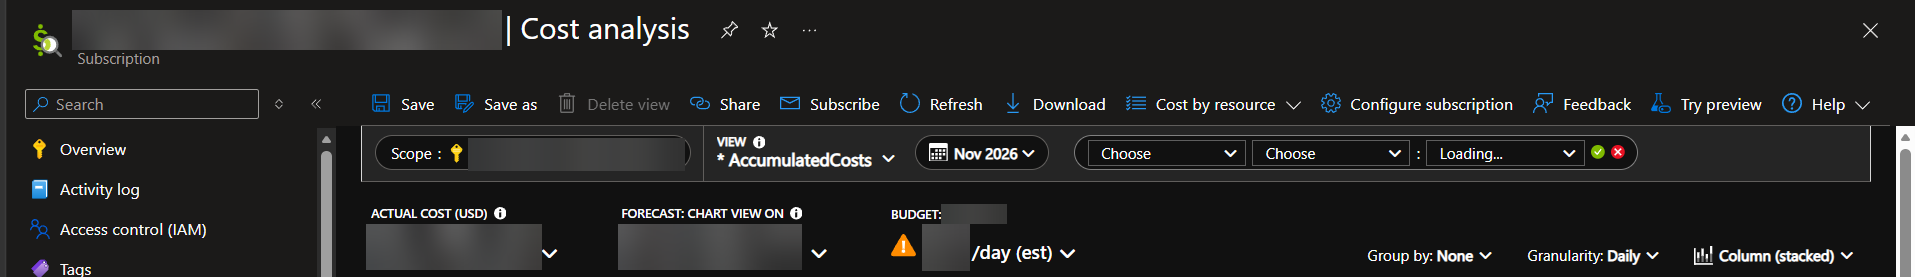 | Cost analysis
Subscription
Search
Save Save as Delete view Share Subscribe Refresh Download Cost by resource Configure subscription Feedback Try preview Help
Overview
Activity log
Access control (IAM)
Tags
Scope :
VIEW
* AccumulatedCosts
Nov 2026
Choose Choose : Loading...
ACTUAL COST (USD) FORECAST: CHART VIEW ON BUDGET:
/day (est)
Group by: None Granularity: Daily Column (stacked)